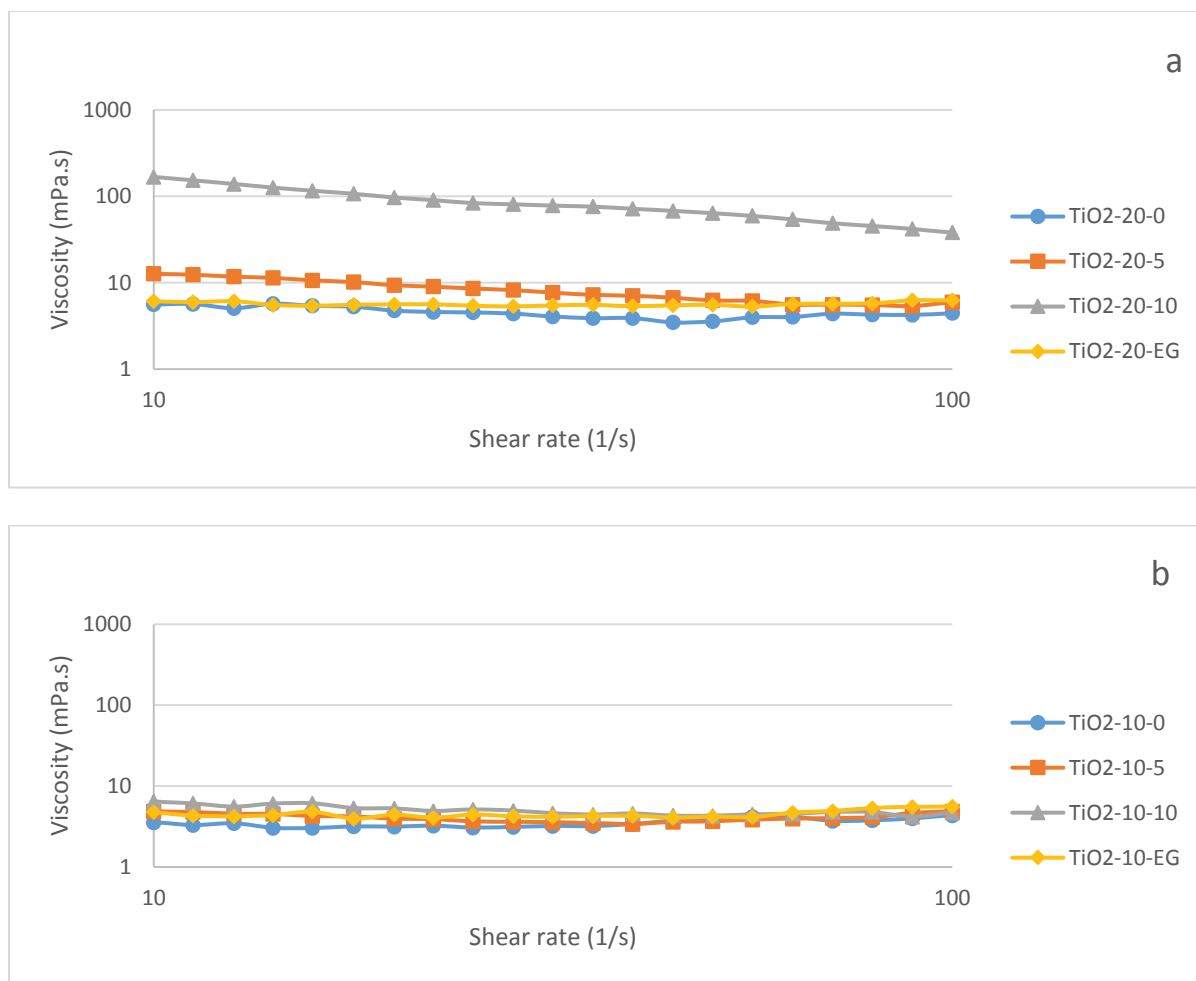 a
1000
100
10
1
Viscosity (mPa.s)
10
100
Shear rate (1/s)
TiO2-20-0
TiO2-20-5
TiO2-20-10
TiO2-20-EG
b
1000
100
10
1
Viscosity (mPa.s)
10
100
Shear rate (1/s)
TiO2-10-0
TiO2-10-5
TiO2-10-10
TiO2-10-EG